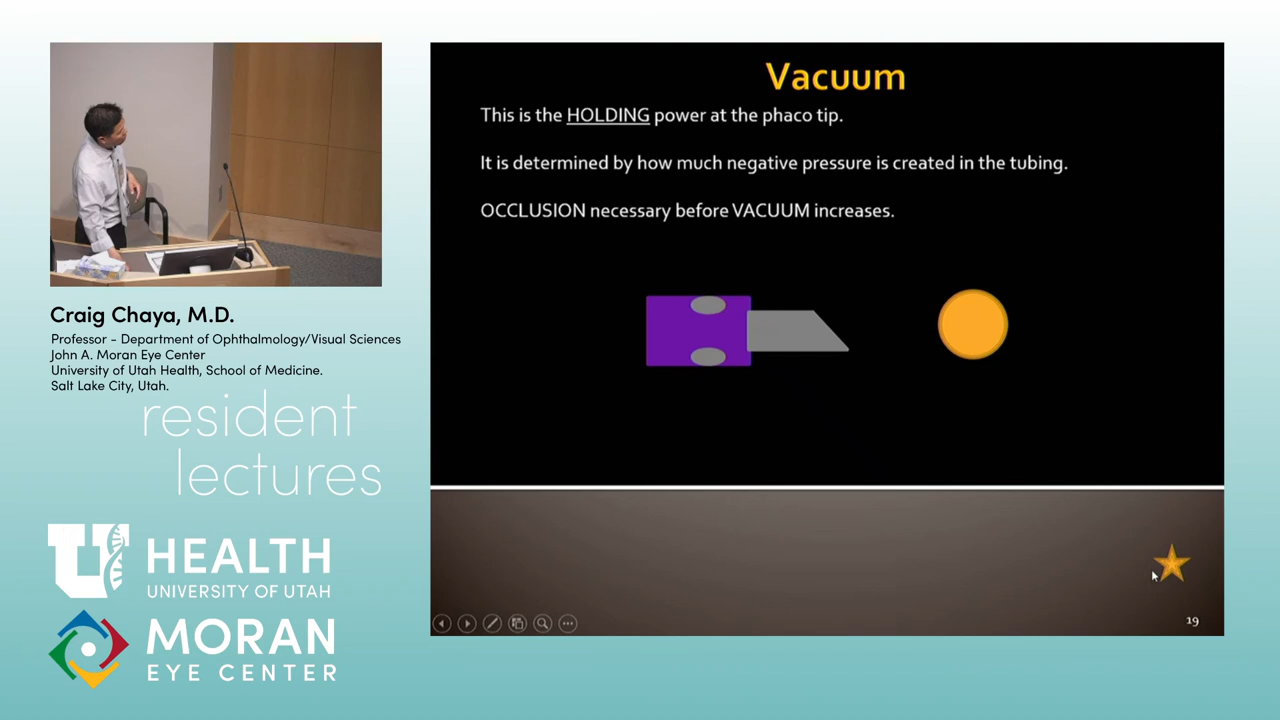 Vacuum
This is the HOLDING power at the phaco tip.
It is determined by how much negative pressure is created in the tubing.
OCCLUSION necessary before VACUUM increases.
19
Craig Chaya, M.D.
Professor - Department of Ophthalmology/Visual Sciences
John A. Moran Eye Center
University of Utah Health, School of Medicine.
Salt Lake City, Utah.
resident
lectures
U HEALTH
UNIVERSITY OF UTAH
MORAN
EYE CENTER